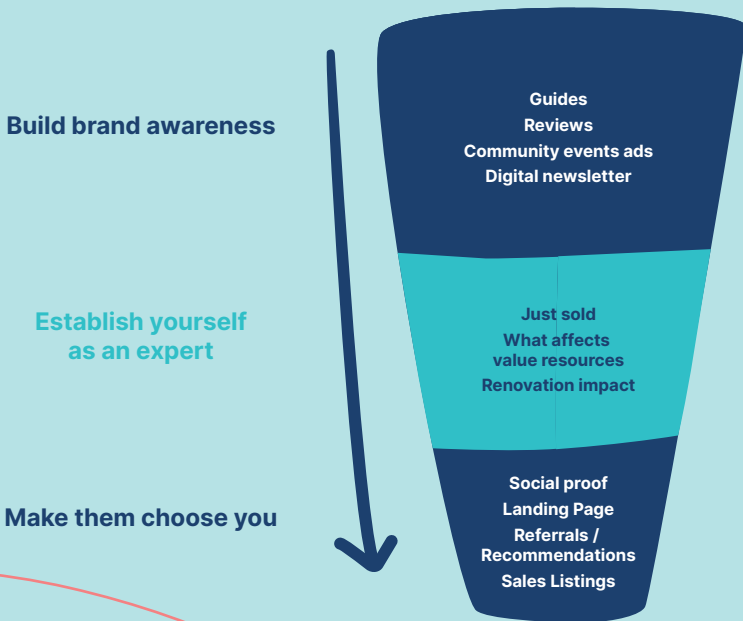 Build brand awareness
Guides
Reviews
Community events ads
Digital newsletter
Establish yourself
as an expert
Just sold
What affects
value resources
Renovation impact
Make them choose you
Social proof
Landing Page
Referrals /
Recommendations
Sales Listings